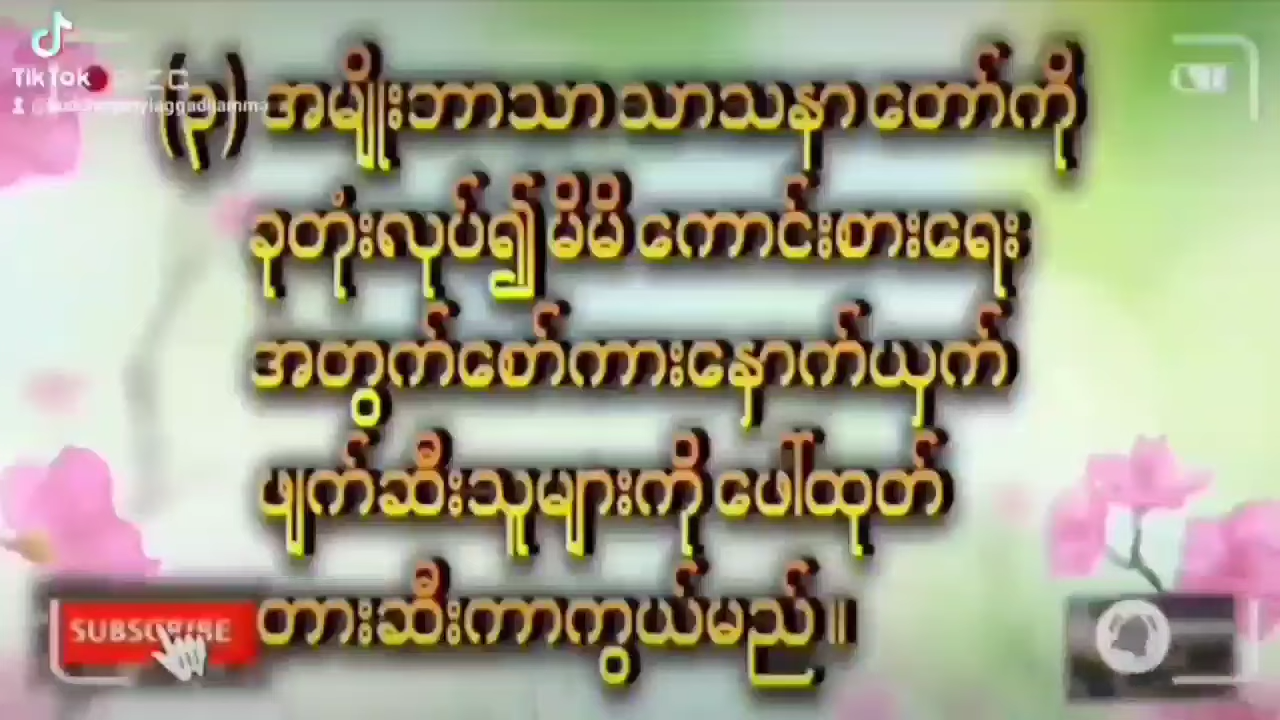 TikTok
(၃) အမျိုးဘာသာ သာသနာ တော်ကို
ခုတုံးလုပ်၍ မိမိ ကောင်းစားရေး
အတွက်စော်ကားနှောက်ယှက်
ဖျက်ဆီးသူများကို ပေါ်ထုတ်
တားဆီးကာကွယ်မည်။
SUBSCRIBE